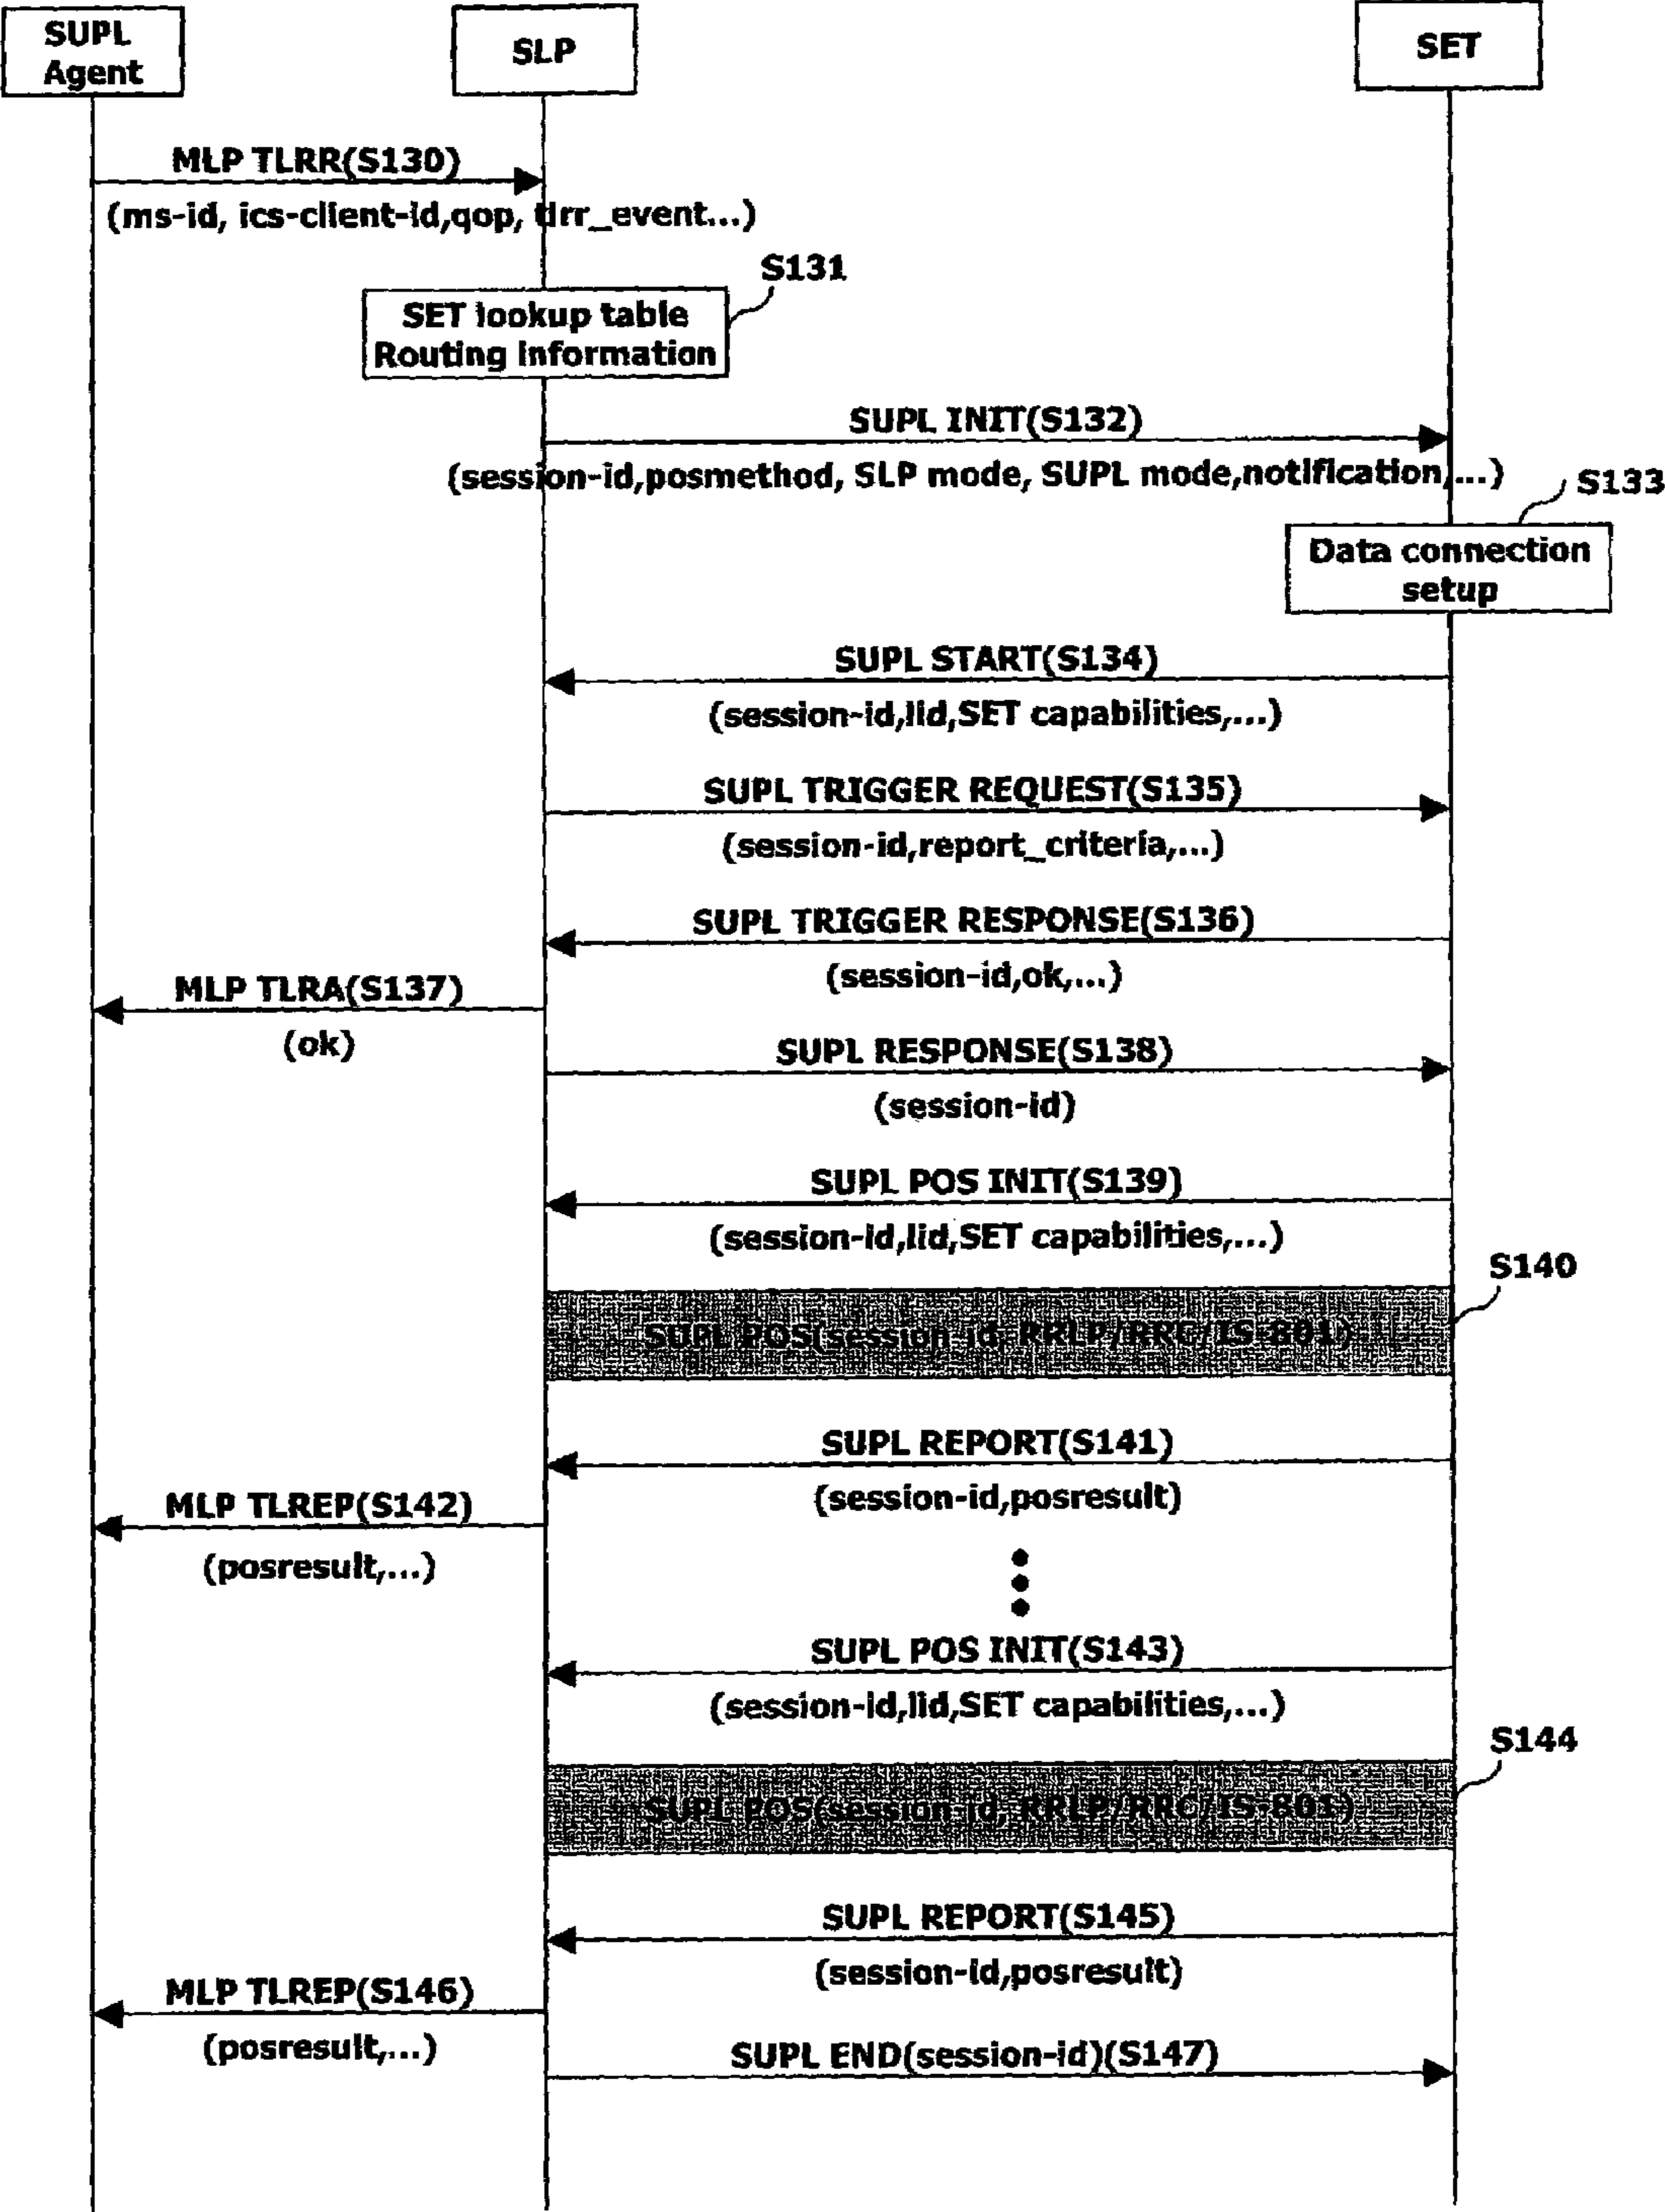 SUPL
Agent
SLP
SET
MLP TLRR(S130)
(ms-id, ics-client-id,qop, tlrr_event...)
S131
SET lookup table
Routing Information
SUPL INIT(S132)
(session-id,posmethod, SLP mode, SUPL mode,notification,...)
S133
Data connection
setup
SUPL START(S134)
(session-id,lid,SET capabilities,...)
SUPL TRIGGER REQUEST(S135)
(session-id,report_criteria,...)
SUPL TRIGGER RESPONSE(S136)
(session-id,ok,...)
MLP TLRA(S137)
(ok)
SUPL RESPONSE(S138)
(session-id)
SUPL POS INIT(S139)
(session-id,lid,SET capabilities,...)
S140
SUPL POS(session-id, RRLP/RRC/IS-801)
SUPL REPORT(S141)
(session-id,posresult)
MLP TLREP(S142)
(posresult,...)
SUPL POS INIT(S143)
(session-id,lid,SET capabilities,...)
S144
SUPL POS(session-id, RRLP/RRC/IS-801)
SUPL REPORT(S145)
(session-id,posresult)
MLP TLREP(S146)
(posresult,...)
SUPL END(session-id)(S147)